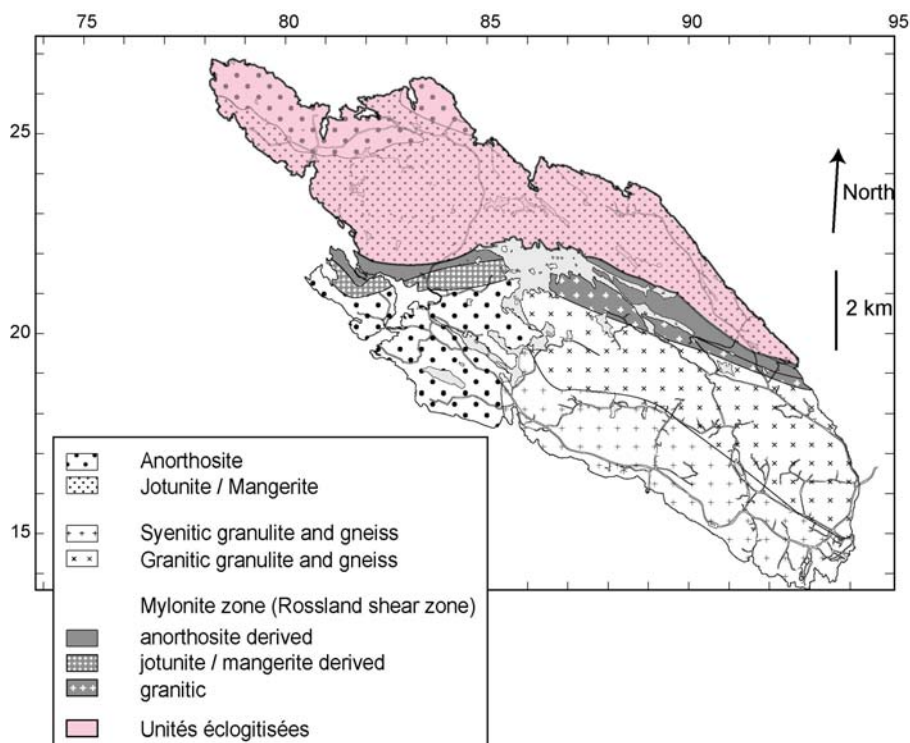 75 80 85 90 95
25
North
20
2 km
15
Anorthosite
Jotunite / Mangerite
Syenitic granulite and gneiss
Granitic granulite and gneiss
Mylonite zone (Rossland shear zone)
anorthosite derived
jotunite / mangerite derived
granitic
Unités éclogitisées